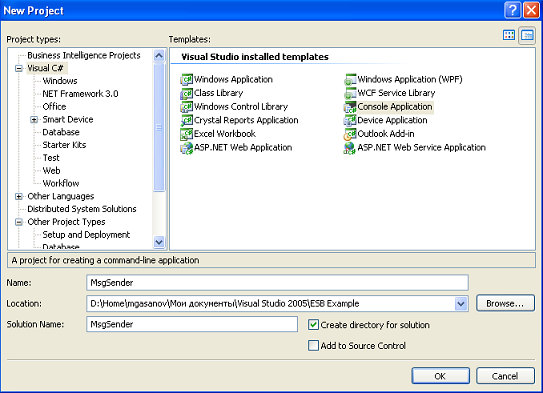 New Project
Project types:
Templates:
Business Intelligence Projects
Visual C#
Windows
NET Framework 3.0
Office
Smart Device
Database
Starter Kits
Test
Web
Workflow
Other Languages
Distributed System Solutions
Other Project Types
Setup and Deployment
Database
Visual Studio installed templates
Windows Application
Windows Application (WPF)
Class Library
WCF Service Library
Windows Control Library
Console Application
Crystal Reports Application
Device Application
Excel Workbook
Outlook Add-in
ASP.NET Web Application
ASP.NET Web Service Application
A project for creating a command-line application
Name:
MsgSender
Location:
D:\Home\mgasanov\Мои документы\Visual Studio 2005\ESB Example
Browse...
Solution Name:
MsgSender
Create directory for solution
Add to Source Control
OK
Cancel